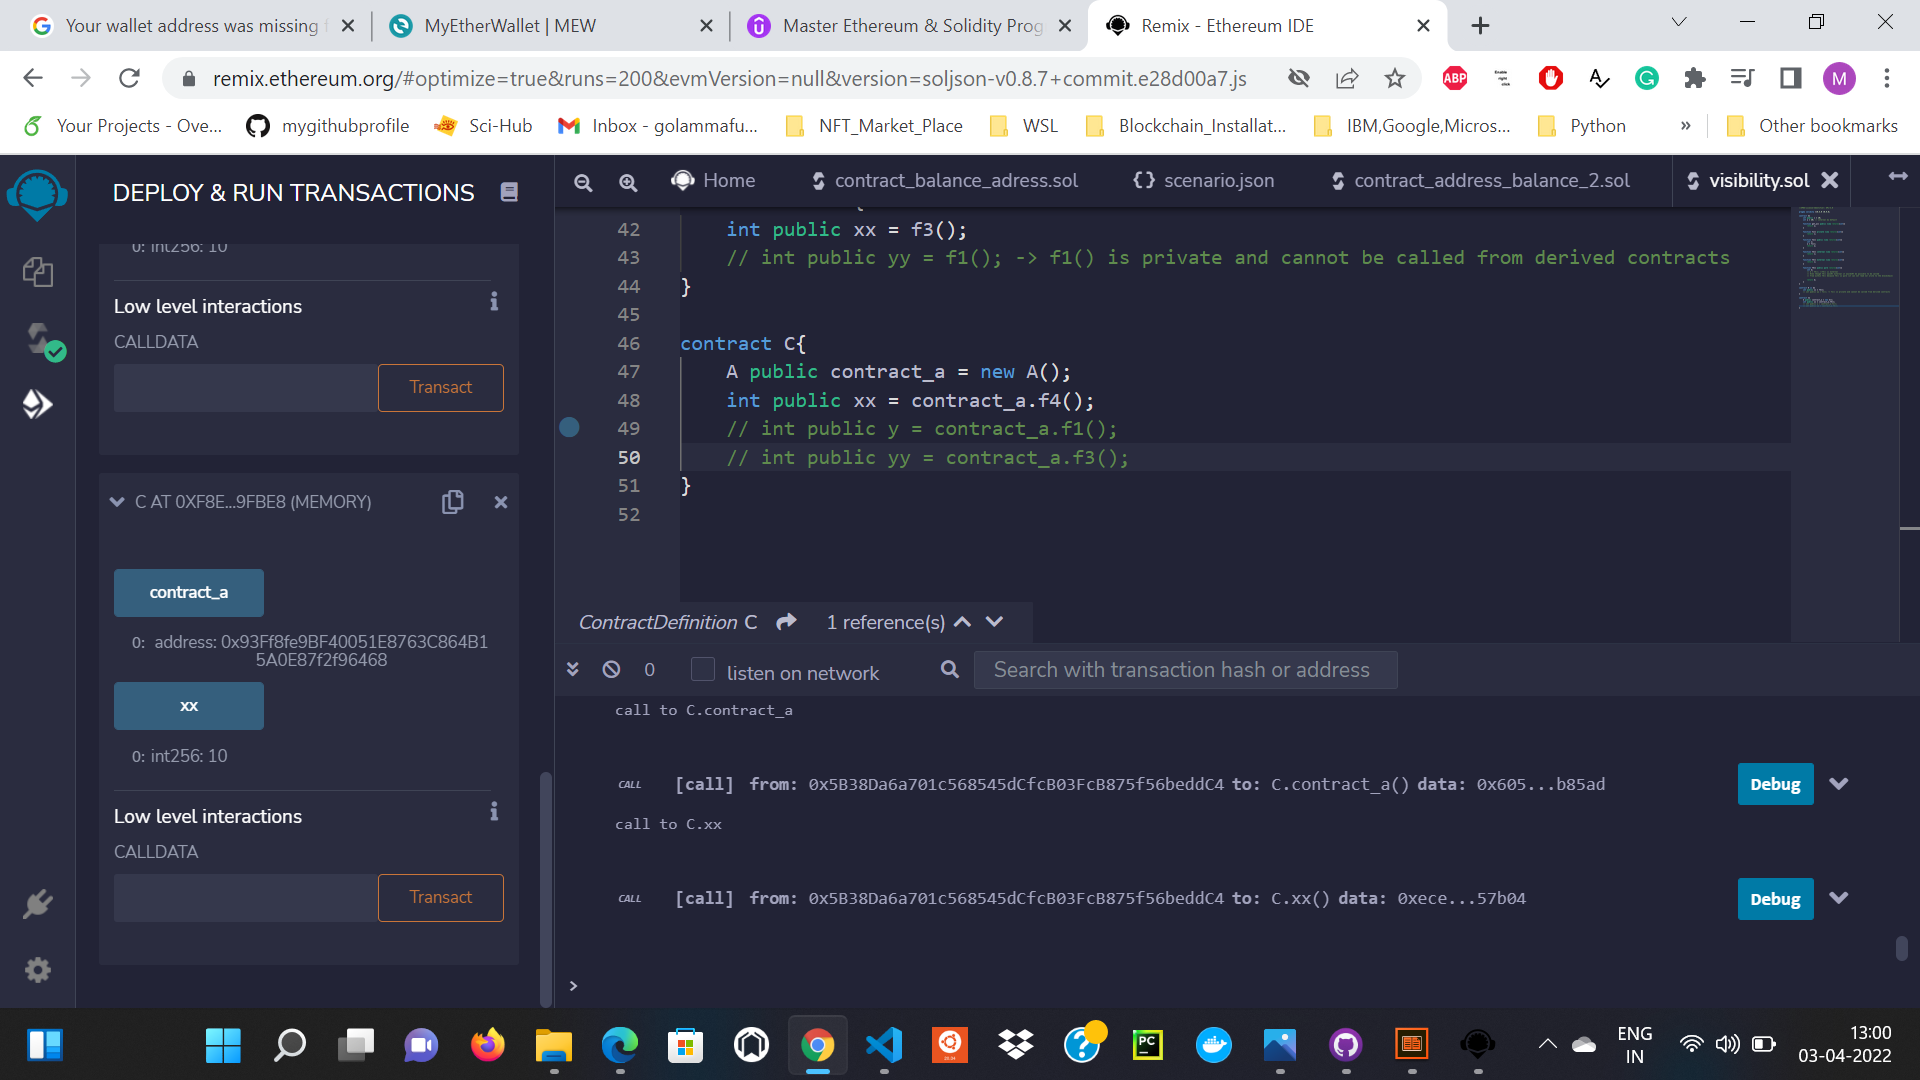 Your wallet address was missing f
MyEtherWallet | MEW
Master Ethereum & Solidity Prog
Remix - Ethereum IDE
remix.ethereum.org/#optimize=true&runs=200&evmVersion=null&version=soljson-v0.8.7+commit.e28d00a7.js
ABP
M
Your Projects - Ove...
mygithubprofile
Sci-Hub
Inbox - golammafu...
NFT_Market_Place
WSL
Blockchain_Installat...
IBM,Google,Micros...
Python
»
Other bookmarks
DEPLOY & RUN TRANSACTIONS
0: int256: 10
Low level interactions
CALLDATA
Transact
C AT 0XF8E...9FBE8 (MEMORY)
contract_a
0: address: 0x93Ff8fe9BF40051E8763C864B1
5A0E87f2f96468
xx
0: int256: 10
Low level interactions
CALLDATA
Transact
Home
contract_balance_adress.sol
scenario.json
contract_address_balance_2.sol
visibility.sol
42 int public xx = f3();
43 // int public yy = f1(); -> f1() is private and cannot be called from derived contracts
44 }
45
46 contract C{
47 A public contract_a = new A();
48 int public xx = contract_a.f4();
49 // int public y = contract_a.f1();
50 // int public yy = contract_a.f3();
51 }
52
ContractDefinition C
1 reference(s)
0
listen on network
Search with transaction hash or address
call to C.contract_a
CALL [call] from: 0x5B38Da6a701c568545dCfcB03FcB875f56beddC4 to: C.contract_a() data: 0x605...b85ad
Debug
call to C.xx
CALL [call] from: 0x5B38Da6a701c568545dCfcB03FcB875f56beddC4 to: C.xx() data: 0xece...57b04
Debug
>
PC
ENG
IN
13:00
03-04-2022